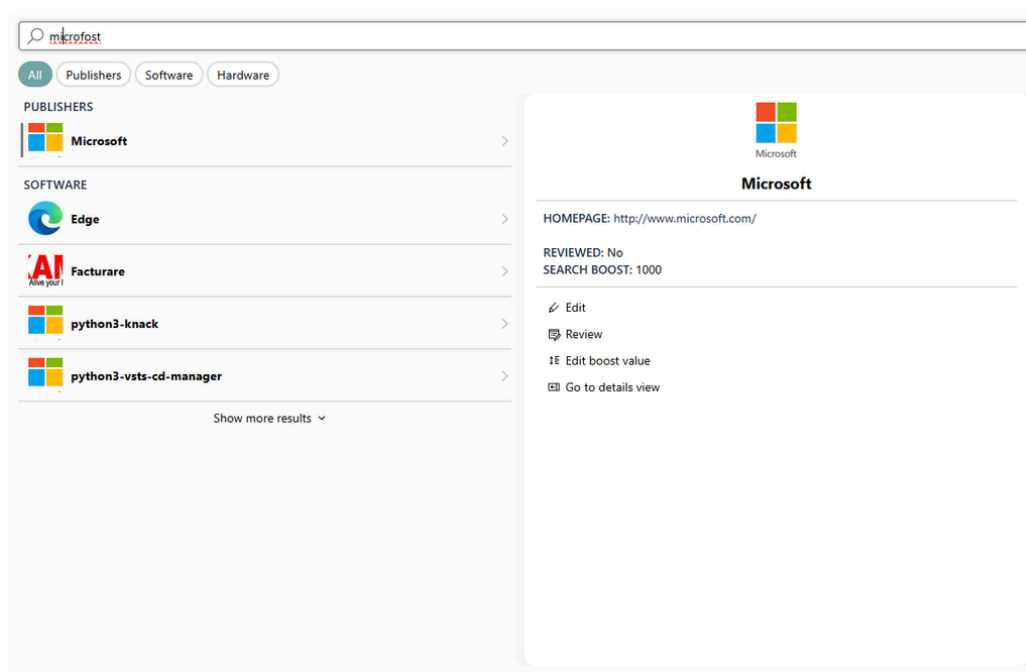 microfost
All
Publishers
Software
Hardware
PUBLISHERS
Microsoft
SOFTWARE
Edge
Facturare
python3-knack
python3-vsts-cd-manager
Show more results
Microsoft
Microsoft
HOMEPAGE: http://www.microsoft.com/
REVIEWED: No
SEARCH BOOST: 1000
Edit
Review
Edit boost value
Go to details view